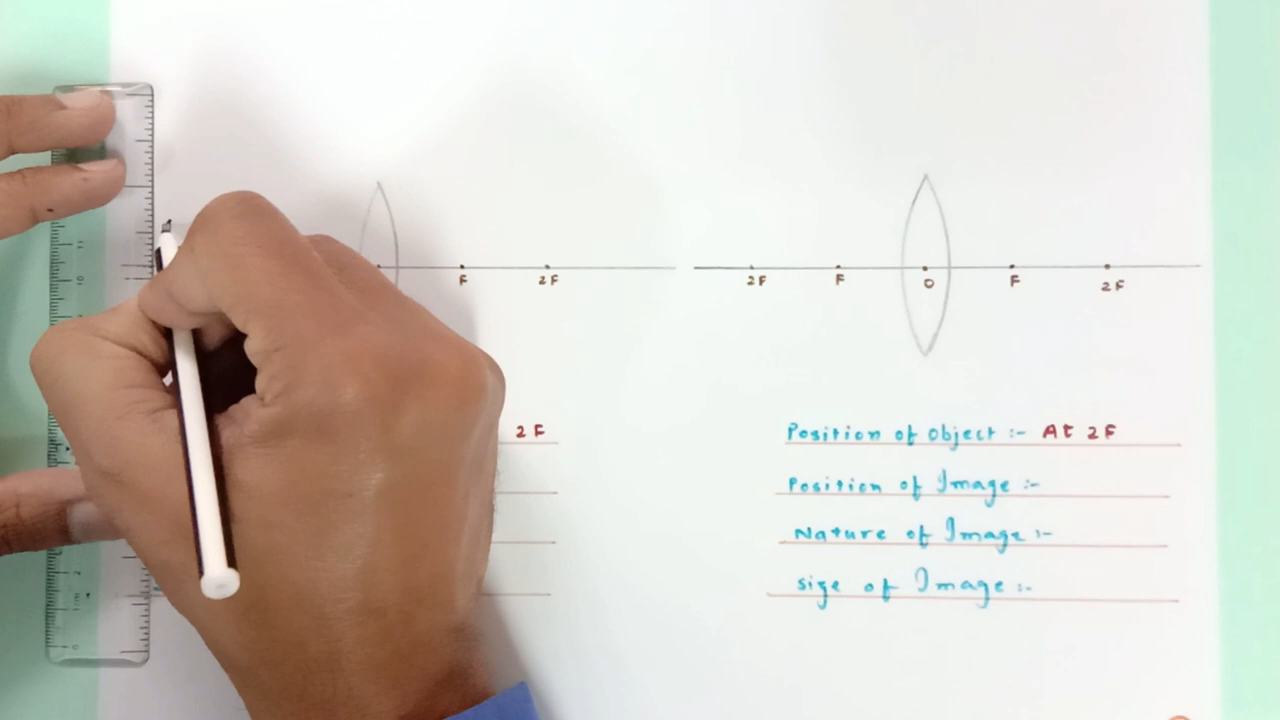 F 2F
2F F O F 2F
2F
Position of object :- At 2F
Position of Image :-
Nature of Image :-
size of Image :-